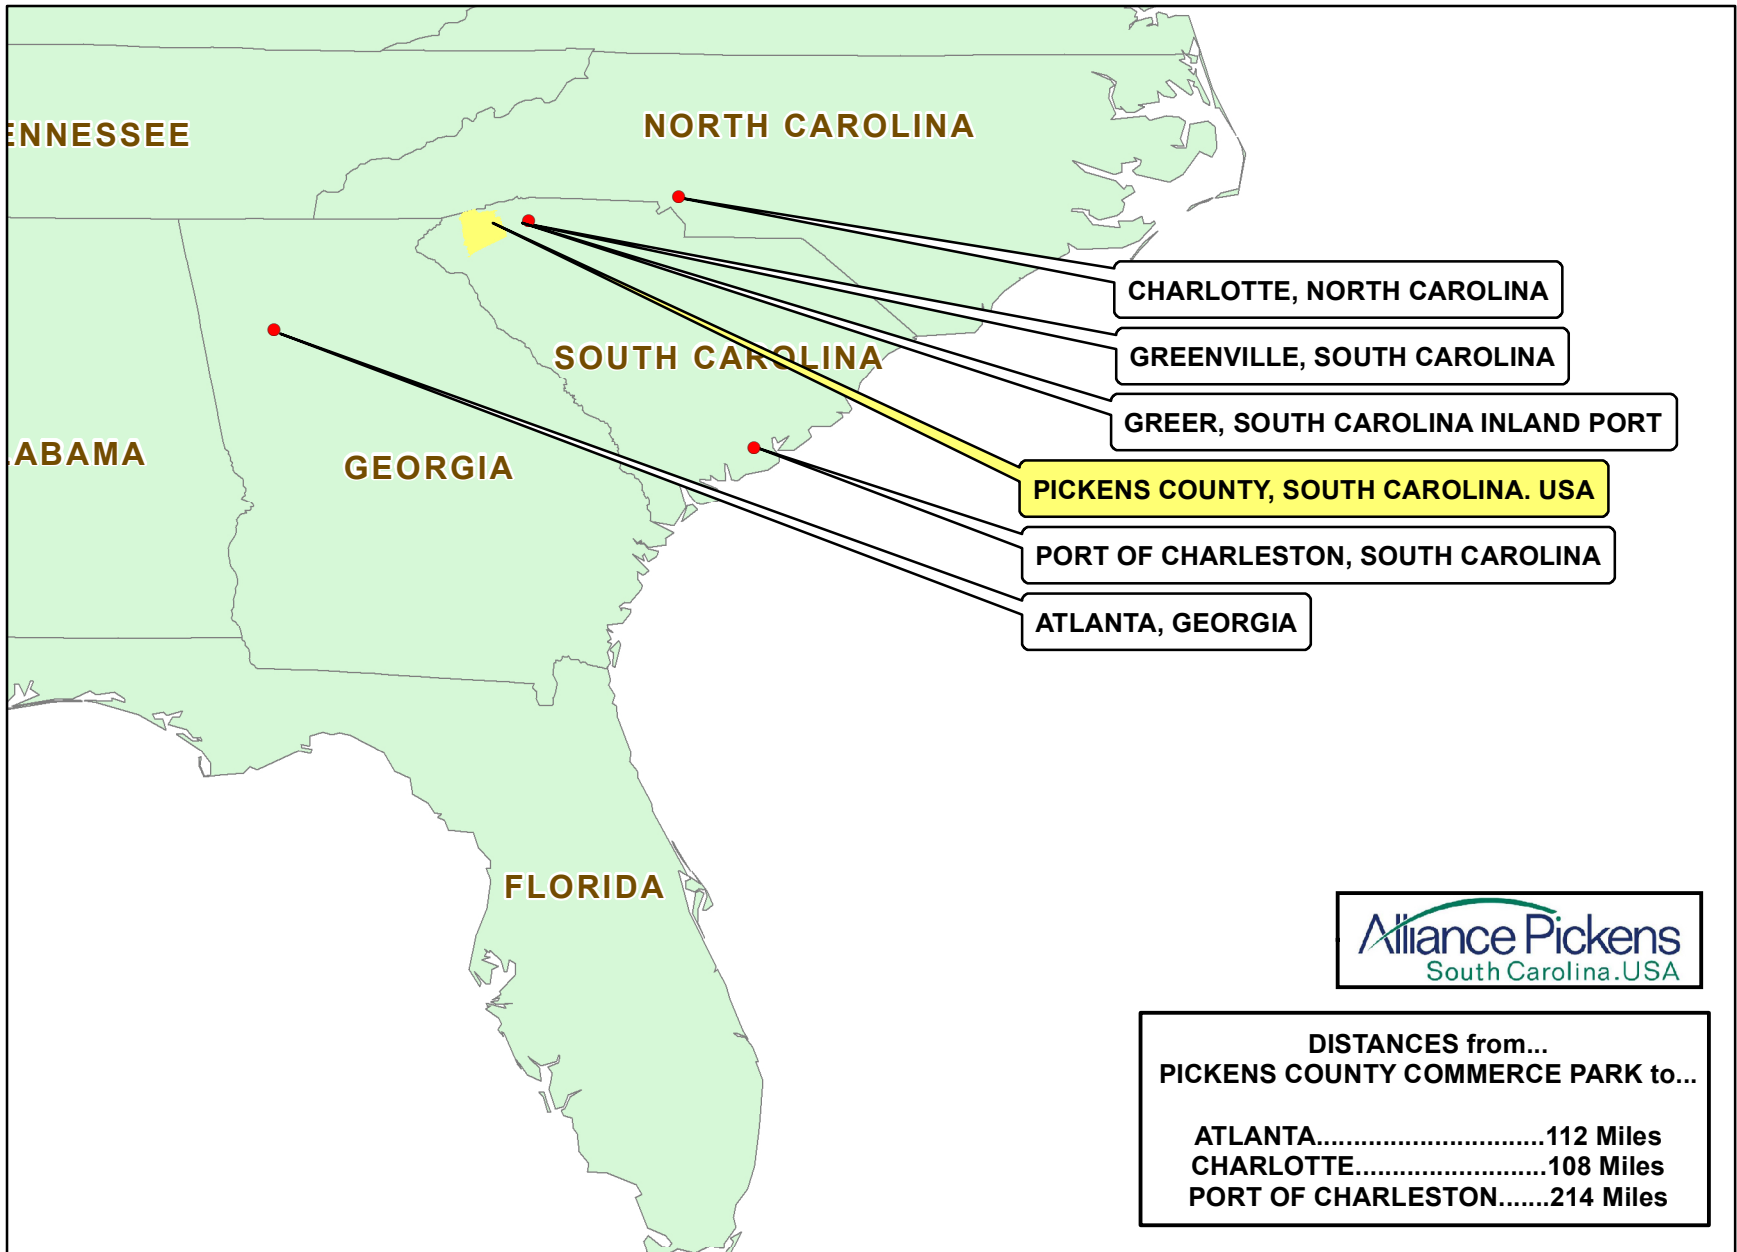 ENNESSEE
NORTH CAROLINA
CHARLOTTE, NORTH CAROLINA
GREENVILLE, SOUTH CAROLINA
SOUTH CAROLINA
GREER, SOUTH CAROLINA INLAND PORT
ABAMA
GEORGIA
PICKENS COUNTY, SOUTH CAROLINA. USA
PORT OF CHARLESTON, SOUTH CAROLINA
ATLANTA, GEORGIA
FLORIDA
Alliance Pickens
South Carolina.USA
DISTANCES from...
PICKENS COUNTY COMMERCE PARK to...
ATLANTA...............................112 Miles
CHARLOTTE..........................108 Miles
PORT OF CHARLESTON.......214 Miles